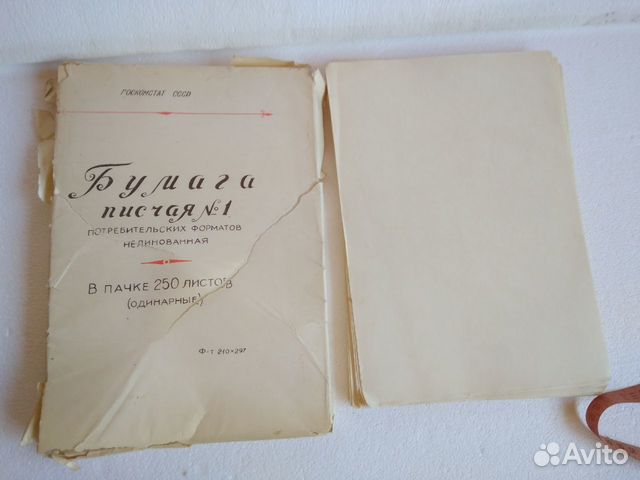 ГОСКОМСТАТ СССР
Бумага
писчая №1
ПОТРЕБИТЕЛЬСКИХ ФОРМАТОВ
НЕЛИНОВАННАЯ
В ПАЧКЕ 250 ЛИСТОВ
(ОДИНАРНЫЕ)
Ф-т 210×297
Avito